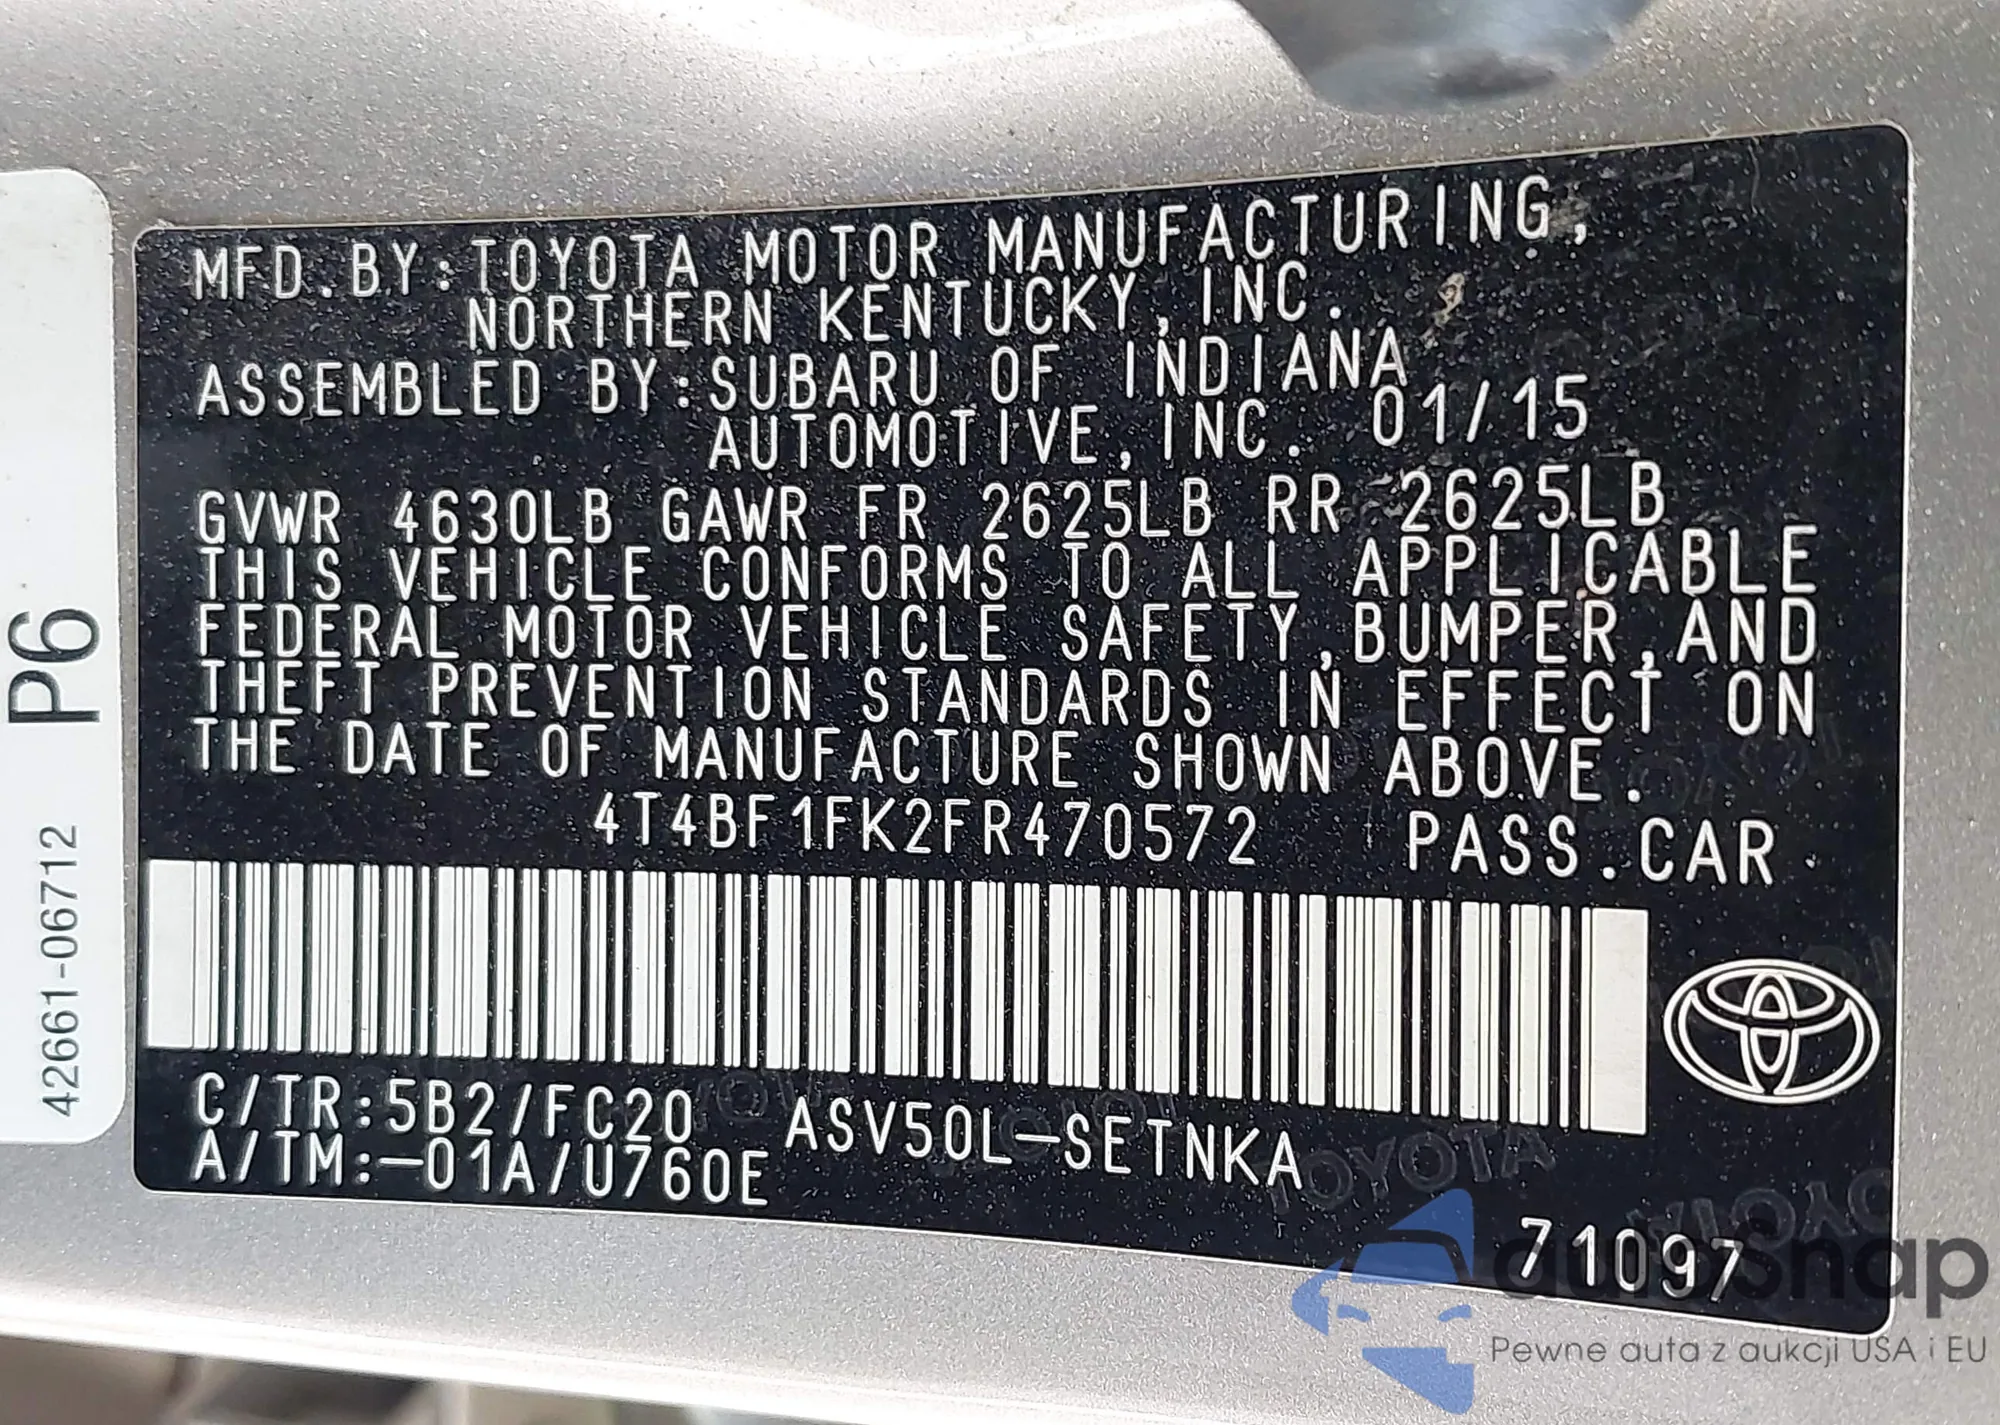 MFD.BY:TOYOTA MOTOR MANUFACTURING,
NORTHERN KENTUCKY,INC.
ASSEMBLED BY:SUBARU OF INDIANA
AUTOMOTIVE,INC. 01/15
GVWR 4630LB GAWR FR 2625LB RR 2625LB
THIS VEHICLE CONFORMS TO ALL APPLICABLE
FEDERAL MOTOR VEHICLE SAFETY,BUMPER,AND
THEFT PREVENTION STANDARDS IN EFFECT ON
THE DATE OF MANUFACTURE SHOWN ABOVE.
4T4BF1FK2FR470572 PASS.CAR
C/TR:5B2/FC20 ASV50L-SETNKA
A/TM:-01A/U760E
71097
P6
42661-06712
TOYOTA
autosnap
Pewne auta z aukcji USA i EU